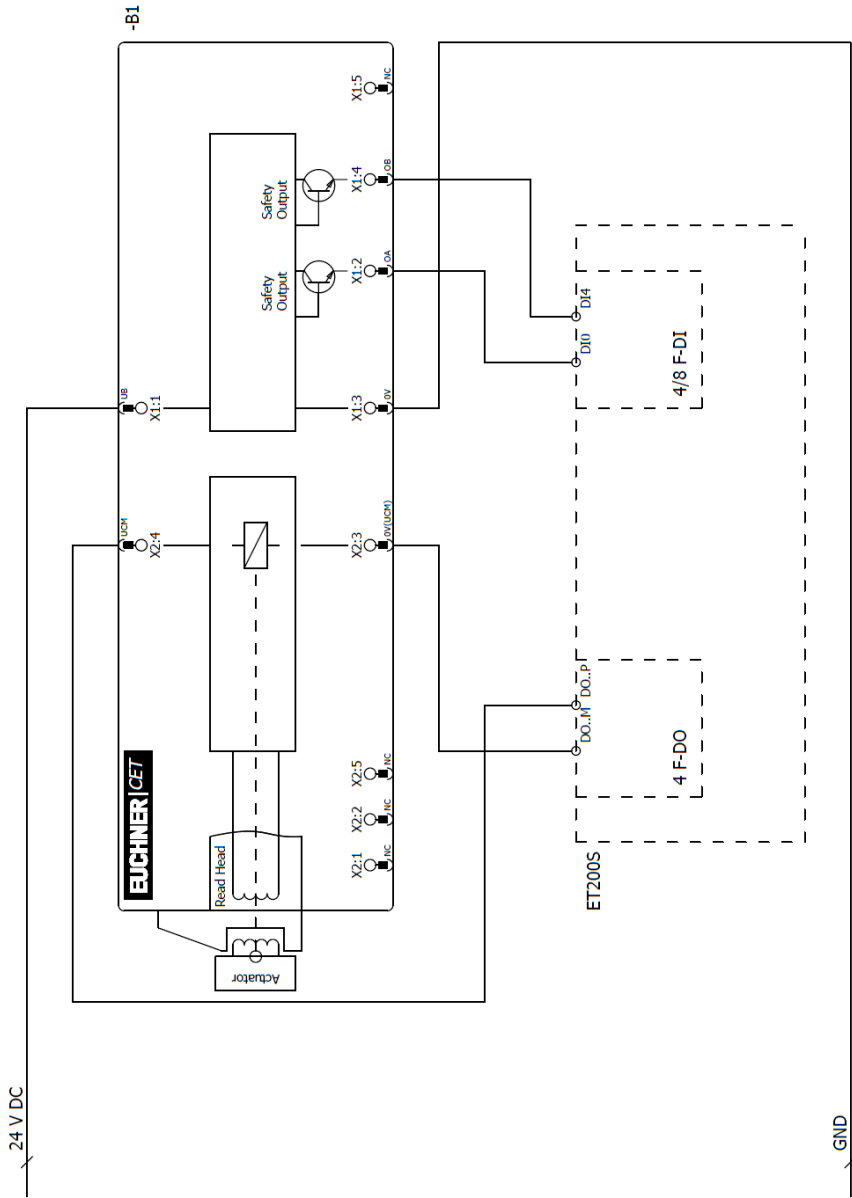 24 V DC
-B1
UCM
UB
EUCHNER|CET
X2:4
X1:1
Read Head
Actuator
Safety
Output
Safety
Output
X2:1
X2:2
X2:5
X2:3
X1:3
X1:2
X1:4
X1:5
NC
NC
NC
0V(UCM)
0V
OA
OB
NC
DO..M
DO..P
DI0
DI4
ET200S
4 F-DO
4/8 F-DI
GND